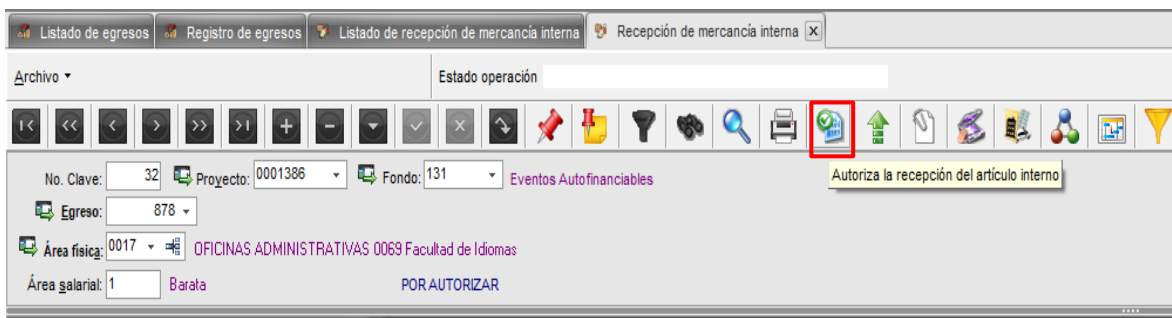 Listado de egresos Registro de egresos Listado de recepción de mercancía interna Recepción de mercancía interna
Archivo Estado operación
No. Clave: 32 Proyecto: 0001386 Fondo: 131 Eventos Autofinanciables
Autoriza la recepción del artículo interno
Egreso: 878
Área física: 0017 OFICINAS ADMINISTRATIVAS 0069 Facultad de Idiomas
Área salarial: 1 Barata POR AUTORIZAR